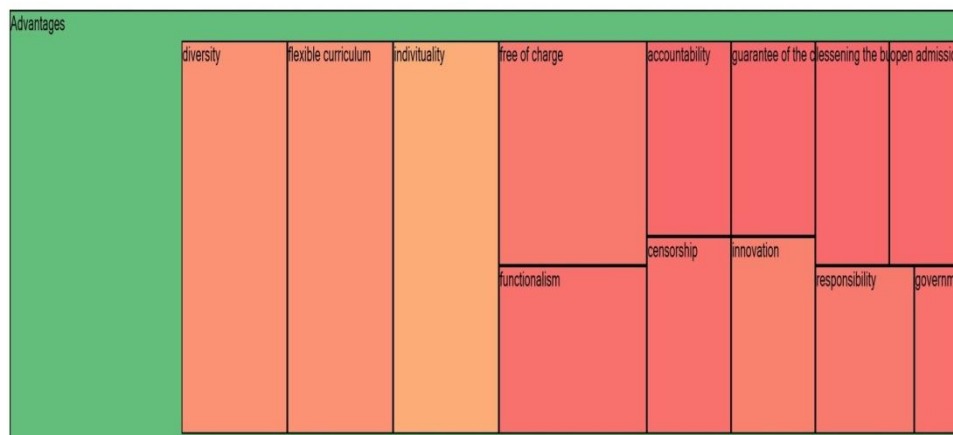 Advantages
diversity
flexible curriculum
indivituality
free of charge
accountability
guarantee of the c
lessening the bu
open admissio
functionalism
censorship
innovation
responsibility
governm